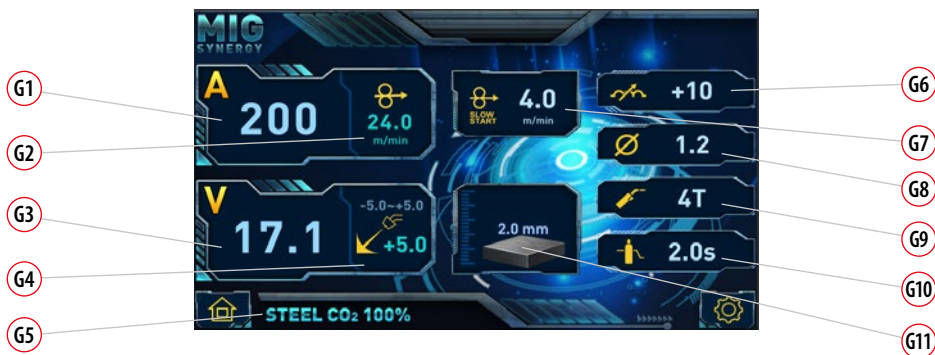 MIG
SYNERGY
G1
G2
G3
G4
G5
A
200
24.0
m/min
SLOW
START
4.0
m/min
+10
1.2
4T
2.0s
V
17.1
-5.0~+5.0
+5.0
2.0 mm
STEEL CO₂ 100%
G6
G7
G8
G9
G10
G11